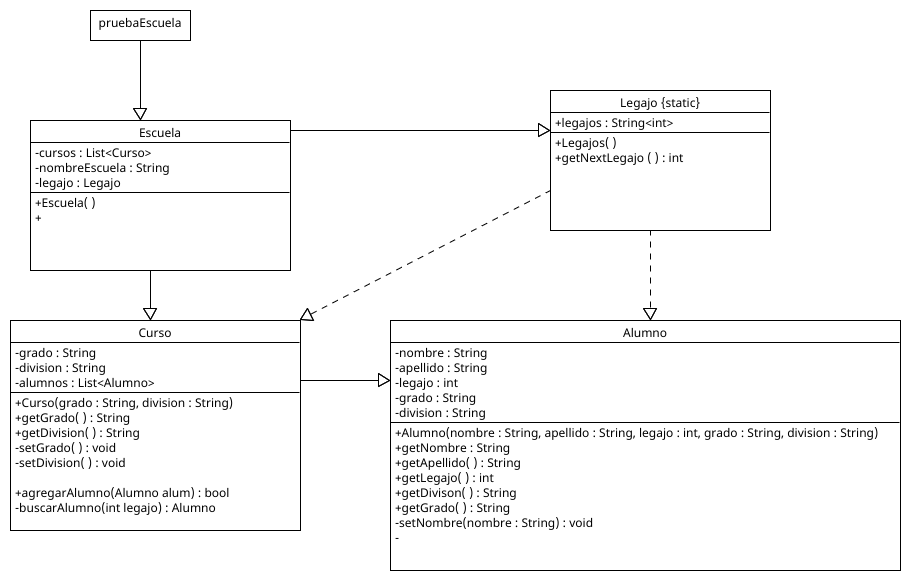 pruebaEscuela
Escuela
-cursos : List<Curso>
-nombreEscuela : String
-legajo : Legajo
+Escuela( )
+
Legajo {static}
+legajos : String<int>
+Legajos( )
+getNextLegajo ( ) : int
Curso
-grado : String
-division : String
-alumnos : List<Alumno>
+Curso(grado : String, division : String)
+getGrado( ) : String
+getDivision( ) : String
-setGrado( ) : void
-setDivision( ) : void
+agregarAlumno(Alumno alum) : bool
-buscarAlumno(int legajo) : Alumno
Alumno
-nombre : String
-apellido : String
-legajo : int
-grado : String
-division : String
+Alumno(nombre : String, apellido : String, legajo : int, grado : String, division : String)
+getNombre : String
+getApellido( ) : String
+getLegajo( ) : int
+getDivison( ) : String
+getGrado( ) : String
-setNombre(nombre : String) : void
-